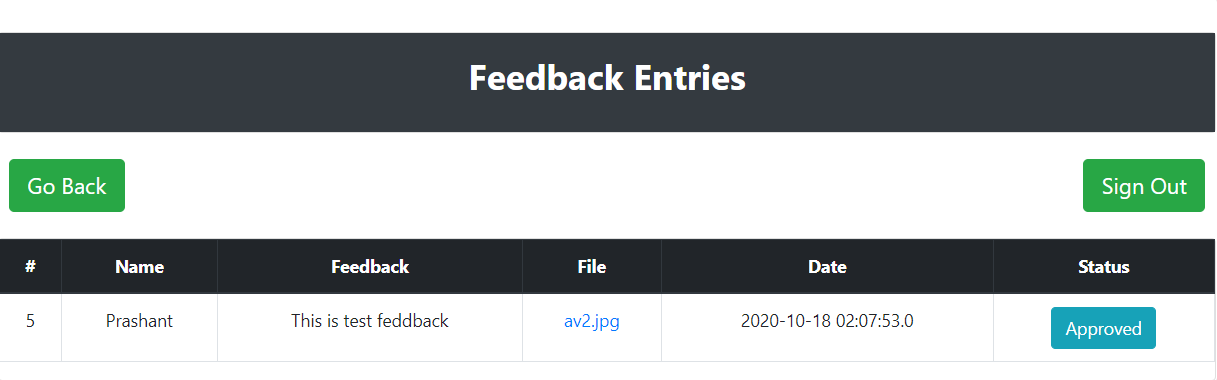 Feedback Entries
Go Back
Sign Out
# Name Feedback File Date Status
5 Prashant This is test feddback av2.jpg 2020-10-18 02:07:53.0 Approved